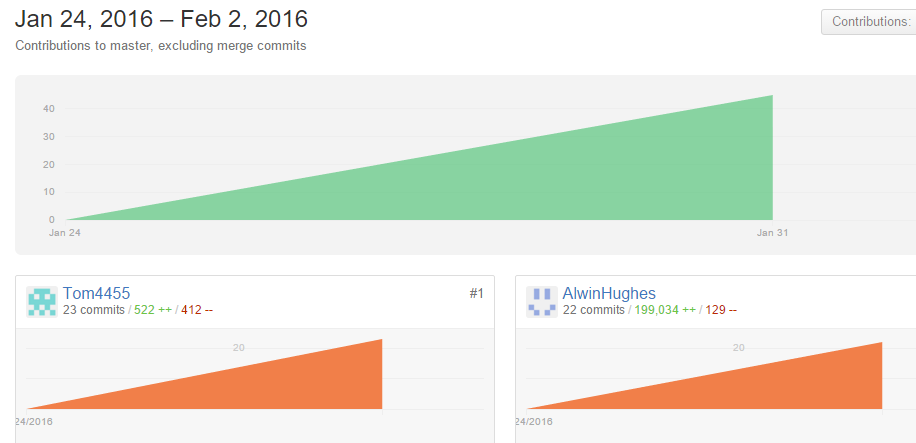 Jan 24, 2016 – Feb 2, 2016
Contributions:
Contributions to master, excluding merge commits
40
30
20
10
0
Jan 24
Jan 31
Tom4455
#1
23 commits / 522 ++ / 412 --
20
24/2016
AlwinHughes
22 commits / 199,034 ++ / 129 --
20
24/2016